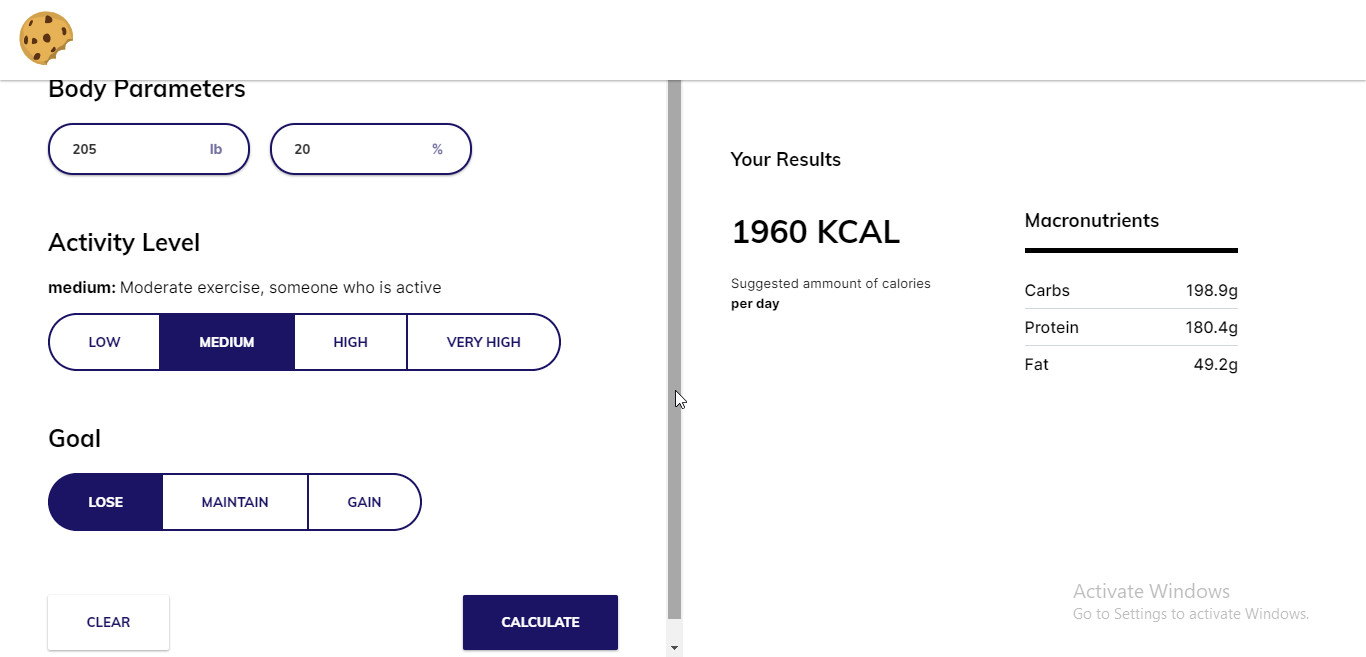 Body Parameters
205 lb 20 %
Activity Level
medium: Moderate exercise, someone who is active
LOW MEDIUM HIGH VERY HIGH
Goal
LOSE MAINTAIN GAIN
CLEAR CALCULATE
Your Results
1960 KCAL
Suggested ammount of calories
per day
Macronutrients
Carbs 198.9g
Protein 180.4g
Fat 49.2g
Activate Windows
Go to Settings to activate Windows.